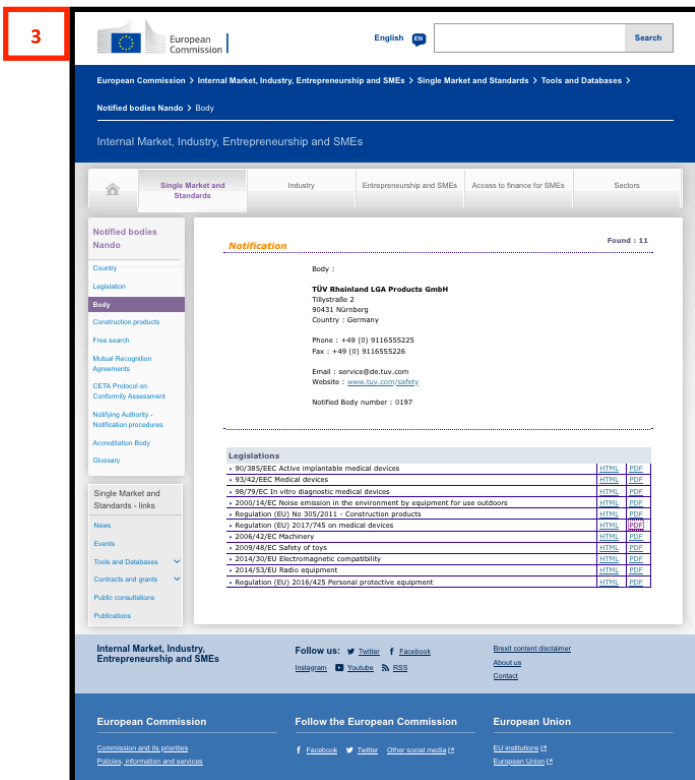 3
European
Commission
English EN
Search
European Commission > Internal Market, Industry, Entrepreneurship and SMEs > Single Market and Standards > Tools and Databases >
Notified bodies Nando > Body
Internal Market, Industry, Entrepreneurship and SMEs
Single Market and
Standards
Industry
Entrepreneurship and SMEs
Access to finance for SMEs
Sectors
Notified bodies
Nando
Country
Legislation
Body
Construction products
Free search
Mutual Recognition
Agreements
CETA Protocol on
Conformity Assessment
Notifying Authority -
Notification procedures
Accreditation Body
Glossary
Single Market and
Standards - links
News
Events
Tools and Databases
Contracts and grants
Public consultations
Publications
Notification
Found : 11
Body :
TÜV Rheinland LGA Products GmbH
Tillystraße 2
90431 Nürnberg
Country : Germany
Phone : +49 (0) 9116555225
Fax : +49 (0) 9116555226
Email : service@de.tuv.com
Website : www.tuv.com/safety
Notified Body number : 0197
Legislations
90/385/EEC Active implantable medical devices HTML PDF
93/42/EEC Medical devices HTML PDF
98/79/EC In vitro diagnostic medical devices HTML PDF
2000/14/EC Noise emission in the environment by equipment for use outdoors HTML PDF
Regulation (EU) No 305/2011 - Construction products HTML PDF
Regulation (EU) 2017/745 on medical devices HTML PDF
2006/42/EC Machinery HTML PDF
2009/48/EC Safety of toys HTML PDF
2014/30/EU Electromagnetic compatibility HTML PDF
2014/53/EU Radio equipment HTML PDF
Regulation (EU) 2016/425 Personal protective equipment HTML PDF
Internal Market, Industry,
Entrepreneurship and SMEs
Follow us: Twitter Facebook
Instagram Youtube RSS
Brexit content disclaimer
About us
Contact
European Commission
Commission and its priorities
Policies, information and services
Follow the European Commission
Facebook Twitter Other social media
European Union
EU institutions
European Union